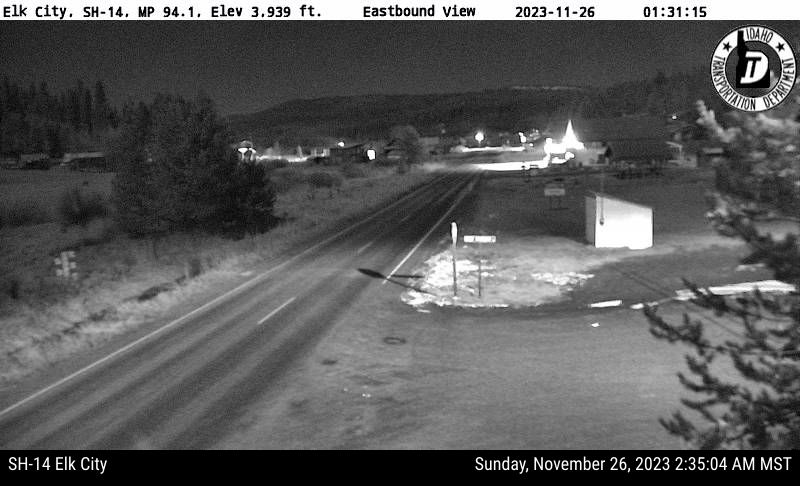 Elk City, SH-14, MP 94.1, Elev 3,939 ft. Eastbound View 2023-11-26 01:31:15
IDAHO
TRANSPORTATION DEPARTMENT
SH-14 Elk City Sunday, November 26, 2023 2:35:04 AM MST